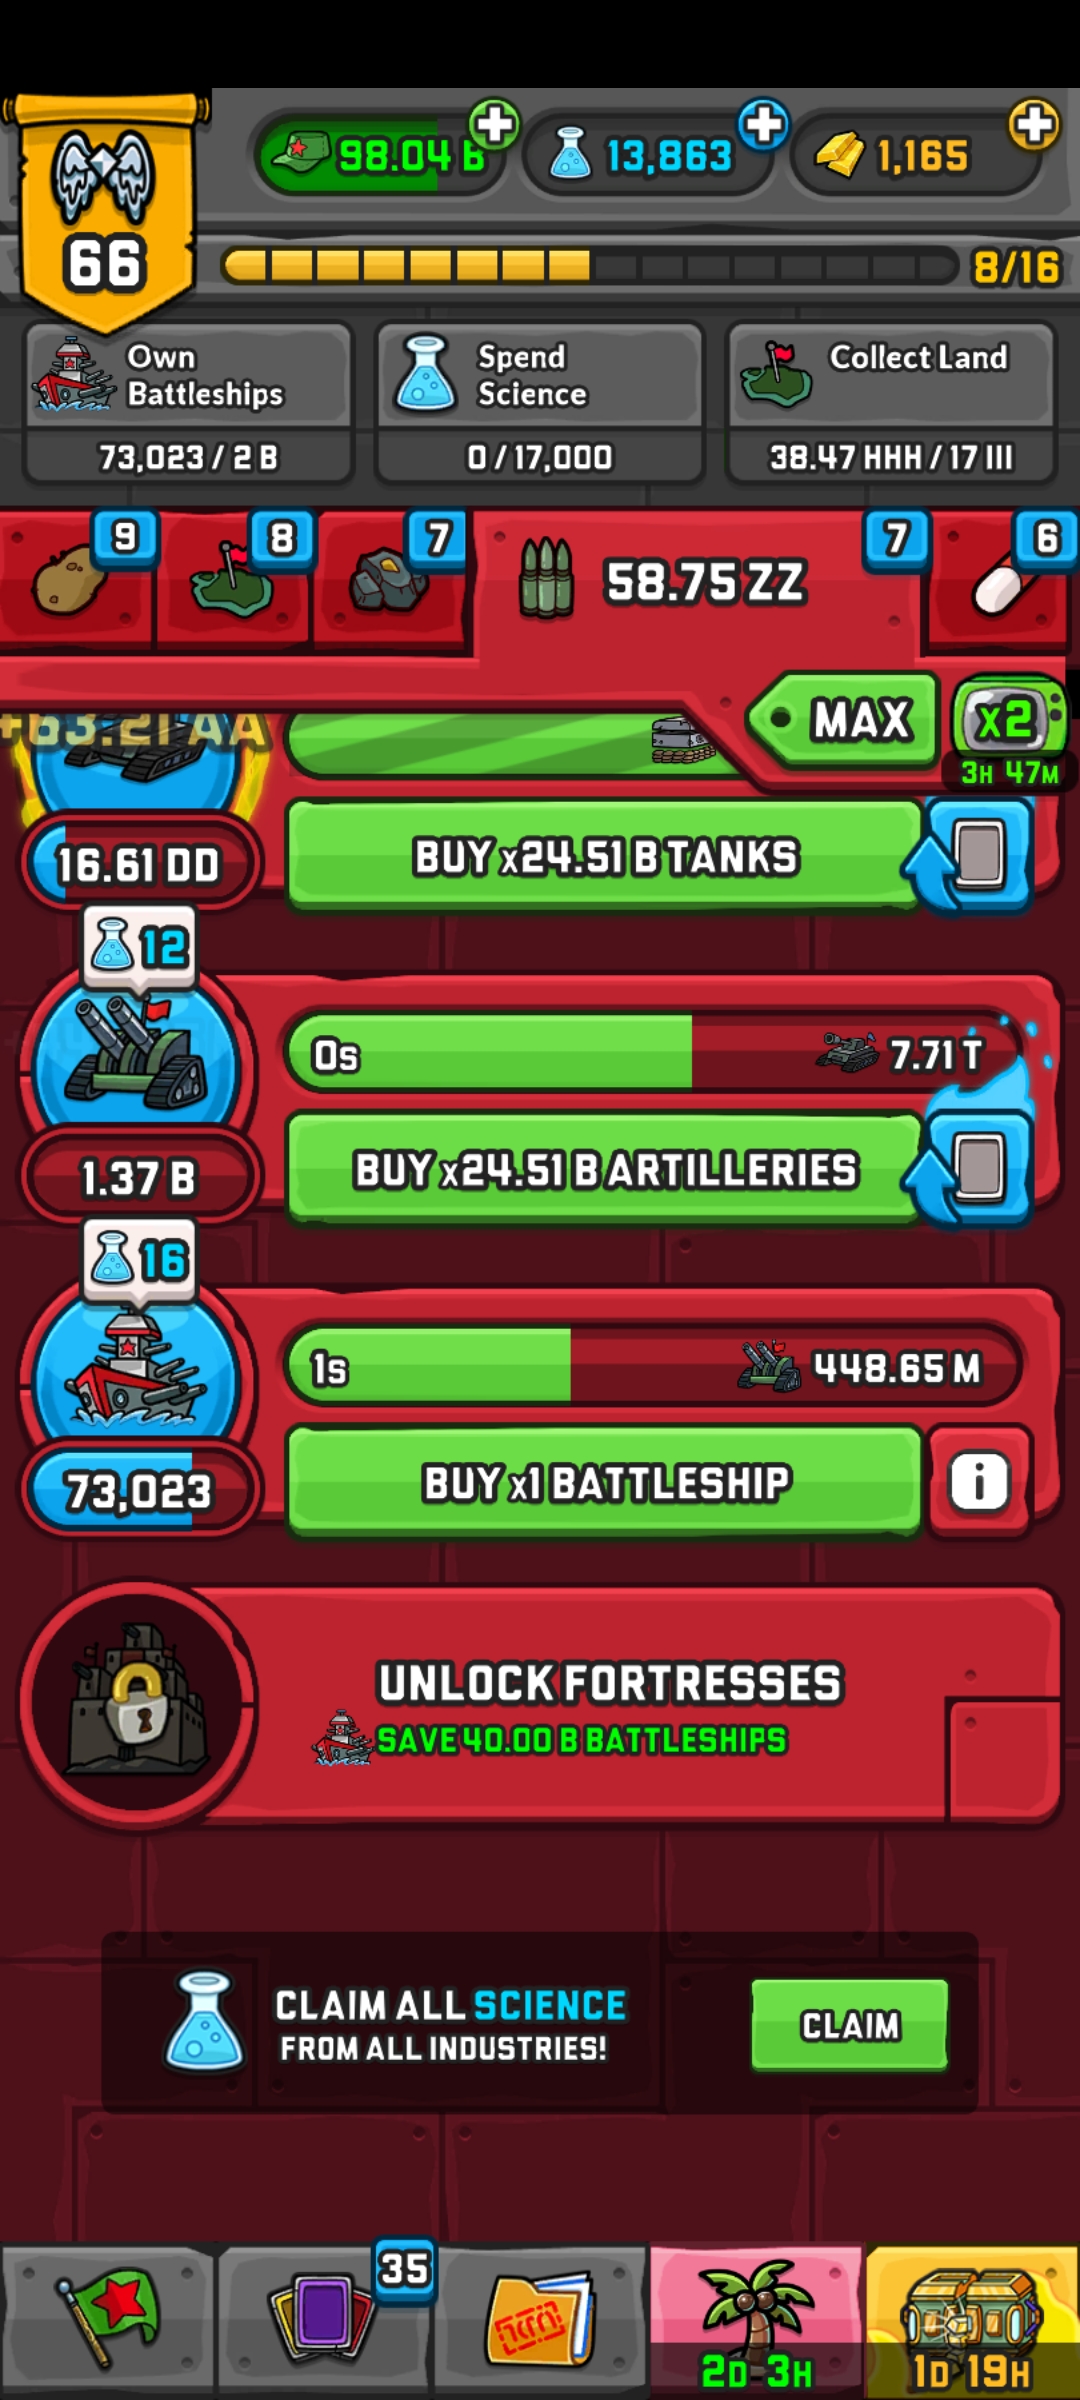 98.04 B
13,863
1,165
66
8/16
Own
Battleships
73,023 / 2 B
Spend
Science
0 / 17,000
Collect Land
38.47 HHH / 17 III
9
8
7
58.75 ZZ
7
6
+63.21 AA
MAX
x2
3H 47M
16.61 DD
BUY x24.51 B TANKS
12
0s
7.71 T
1.37 B
BUY x24.51 B ARTILLERIES
16
1s
448.65 M
73,023
BUY x1 BATTLESHIP
i
UNLOCK FORTRESSES
SAVE 40.00 B BATTLESHIPS
CLAIM ALL SCIENCE
FROM ALL INDUSTRIES!
CLAIM
35
2D 3H
1D 19H